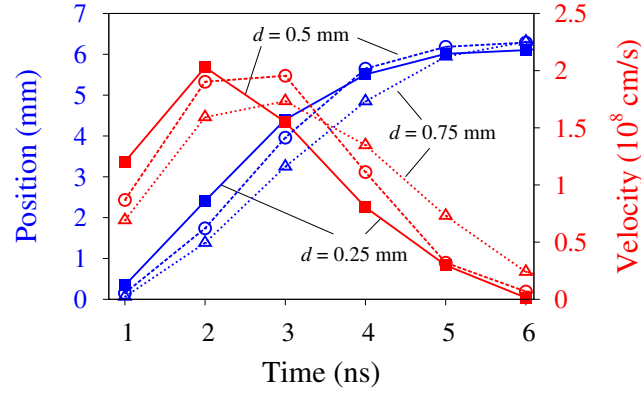 7
6
5
4
3
2
1
0
Position (mm)
2.5
2
1.5
1
0.5
0
Velocity (10⁸ cm/s)
d = 0.5 mm
d = 0.75 mm
d = 0.25 mm
1 2 3 4 5 6
Time (ns)